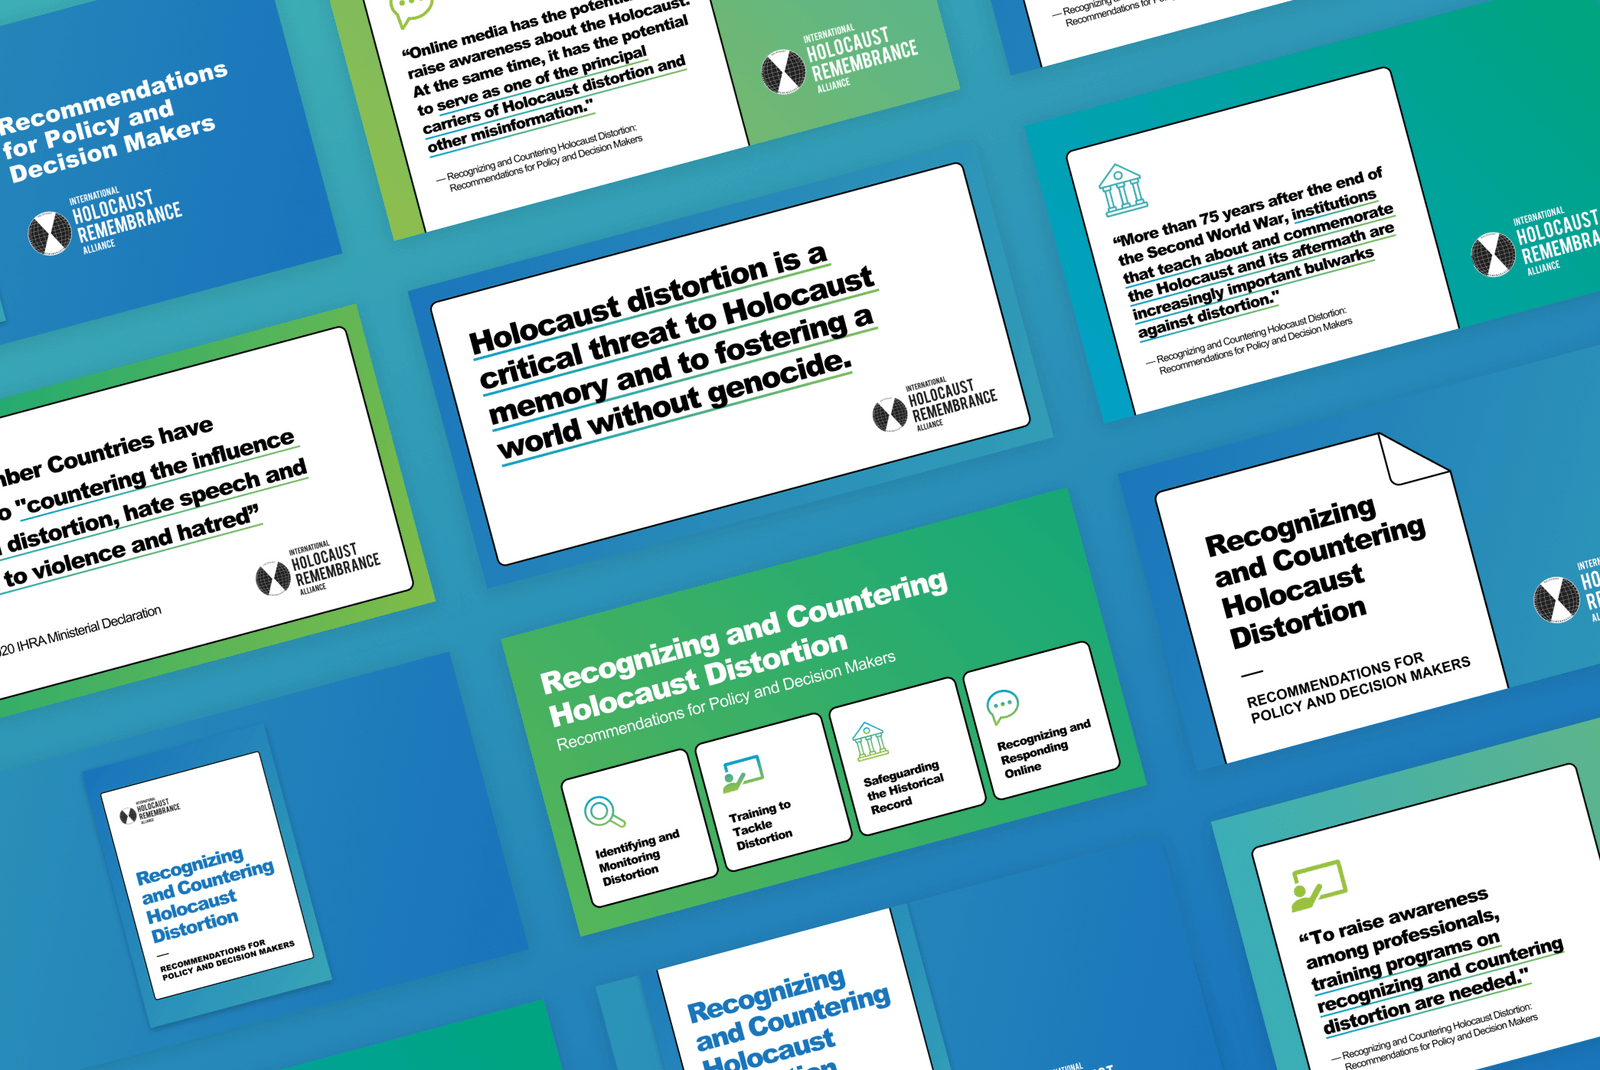 Recommendations
for Policy and
Decision Makers
INTERNATIONAL
HOLOCAUST
REMEMBRANCE
ALLIANCE
“Online media has the
raise awareness about the Holocaust.
At the same time, it has the potential
to serve as one of the principal
carriers of Holocaust distortion and
other misinformation."
— Recognizing and Countering Holocaust Distortion:
Recommendations for Policy and Decision Makers
INTERNATIONAL
HOLOCAUST
REMEMBRANCE
ALLIANCE
— Recognizing
Recommendations for
“More than 75 years after the end of
the Second World War, institutions
that teach about and commemorate
the Holocaust and its aftermath are
increasingly important bulwarks
against distortion."
— Recognizing and Countering Holocaust Distortion:
Recommendations for Policy and Decision Makers
INTERNATIONAL
HOLOCAUST
ALLIANCE
Holocaust distortion is a
critical threat to Holocaust
memory and to fostering a
world without genocide.
INTERNATIONAL
HOLOCAUST
REMEMBRANCE
ALLIANCE
Countries have
"countering the influence
distortion, hate speech and
to violence and hatred”
INTERNATIONAL
HOLOCAUST
REMEMBRANCE
ALLIANCE
IHRA Ministerial Declaration
Recognizing and Countering
Holocaust Distortion
Recommendations for Policy and Decision Makers
Identifying and
Monitoring
Distortion
Training to
Tackle
Distortion
Safeguarding
the Historical
Record
Recognizing and
Responding
Online
Recognizing
and Countering
Holocaust
Distortion
—
RECOMMENDATIONS FOR
POLICY AND DECISION MAKERS
ALLIANCE
INTERNATIONAL
HOLOCAUST
REMEMBRANCE
ALLIANCE
Recognizing
and Countering
Holocaust
Distortion
—
RECOMMENDATIONS FOR
POLICY AND DECISION MAKERS
Recognizing
and Countering
Holocaust
INTERNATIONAL
“To raise awareness
among professionals,
training programs on
recognizing and countering
distortion are needed."
— Recognizing and Countering Holocaust Distortion:
Recommendations for Policy and Decision Makers